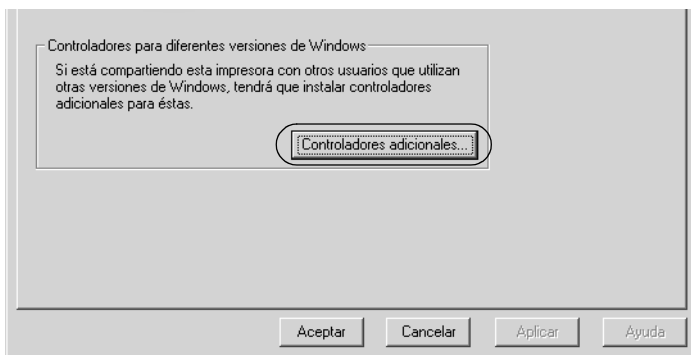 Controladores para diferentes versiones de Windows
Si está compartiendo esta impresora con otros usuarios que utilizan
otras versiones de Windows, tendrá que instalar controladores
adicionales para éstas.
Controladores adicionales...
Aceptar Cancelar Aplicar Ayuda